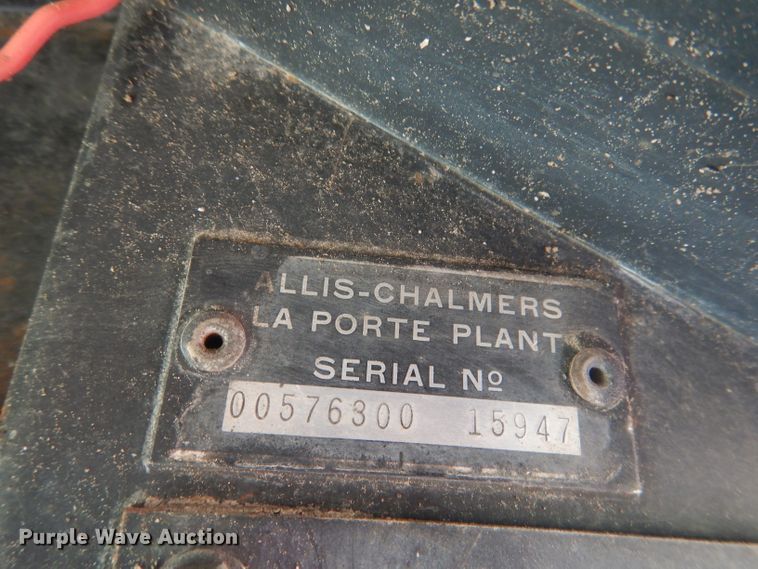 ALLIS-CHALMERS
LA PORTE PLANT
SERIAL Nº
00576300 15947
Purple Wave Auction